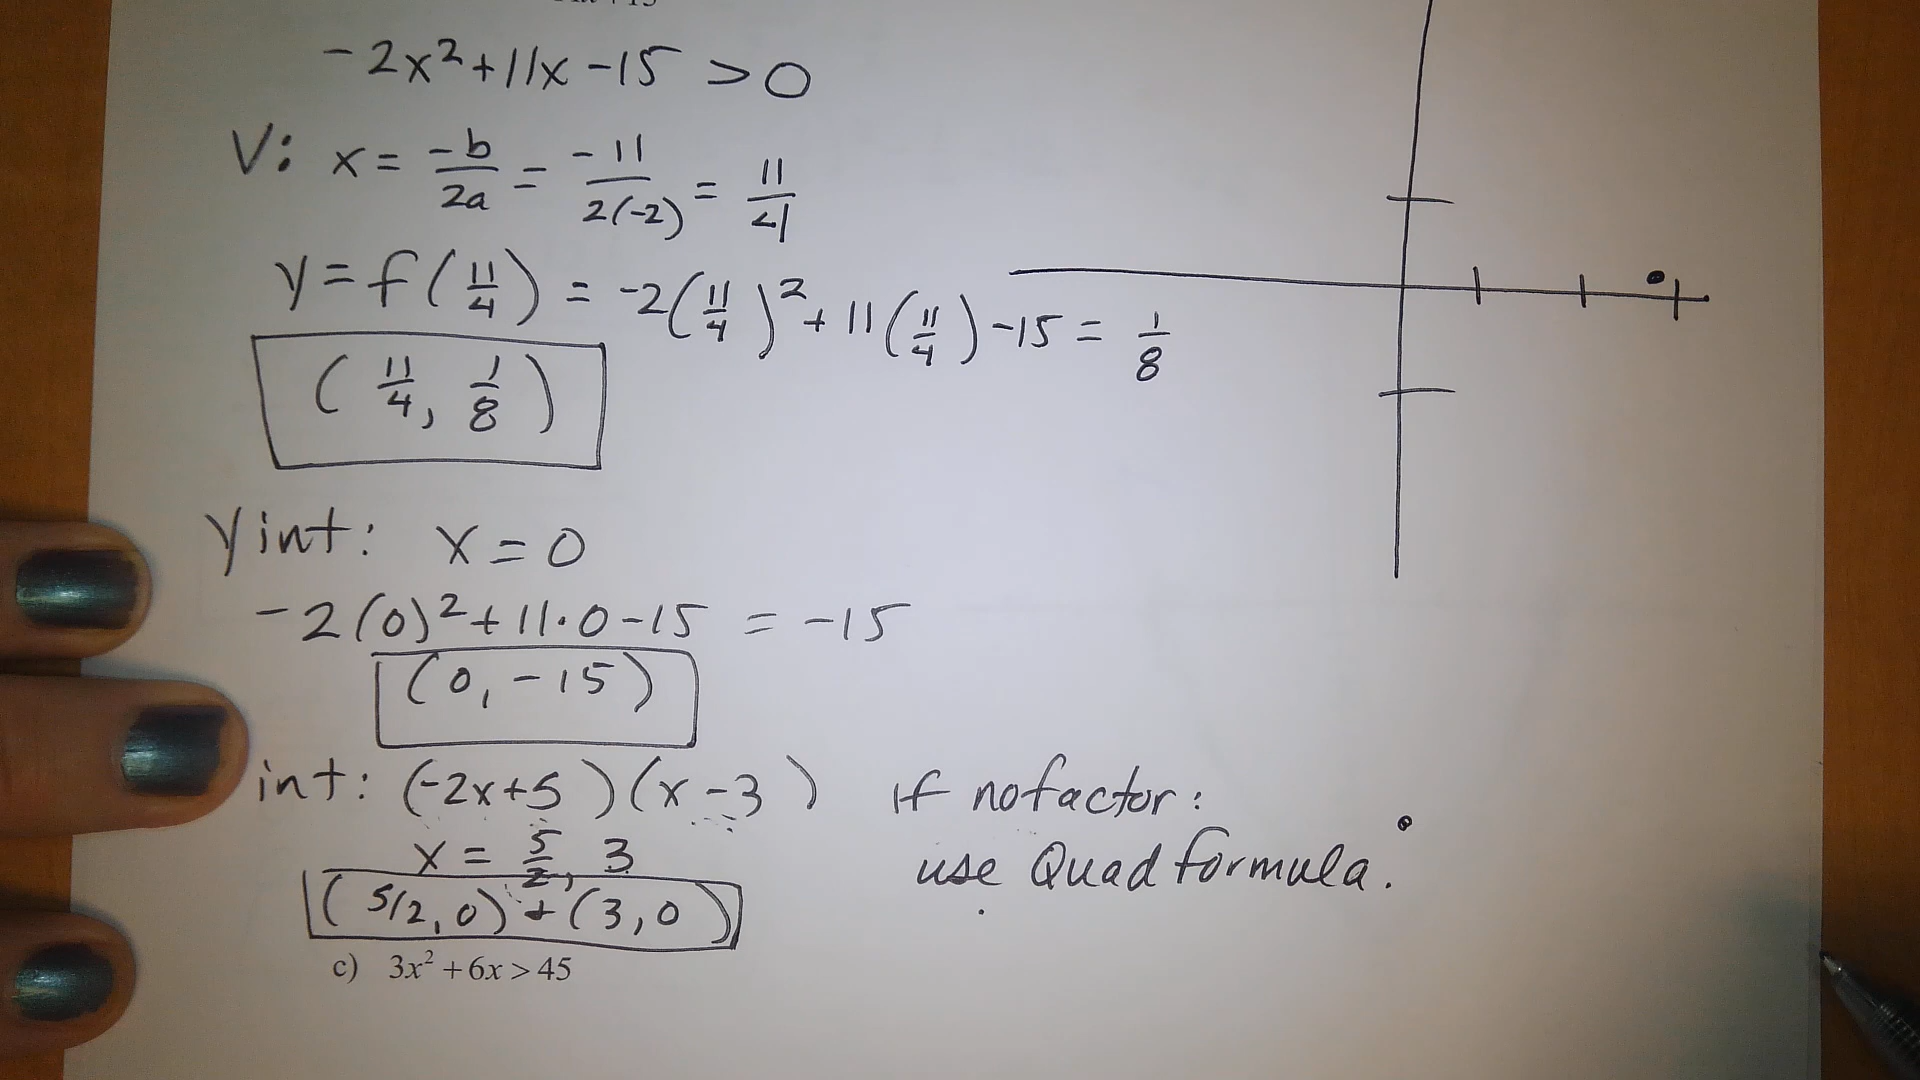 -2x²+11x-15 >0
V: x = -b/2a = -11/2(-2) = 11/4
y = f(11/4) = -2(11/4)²+11(11/4)-15 = 1/8
(11/4, 1/8)
y int: x=0
-2(0)²+11·0-15 = -15
(0,-15)
int: (-2x+5)(x-3) if no factor:
x = 5/2, 3 use Quad formula.
(5/2,0) + (3,0)
c) 3x²+6x>45